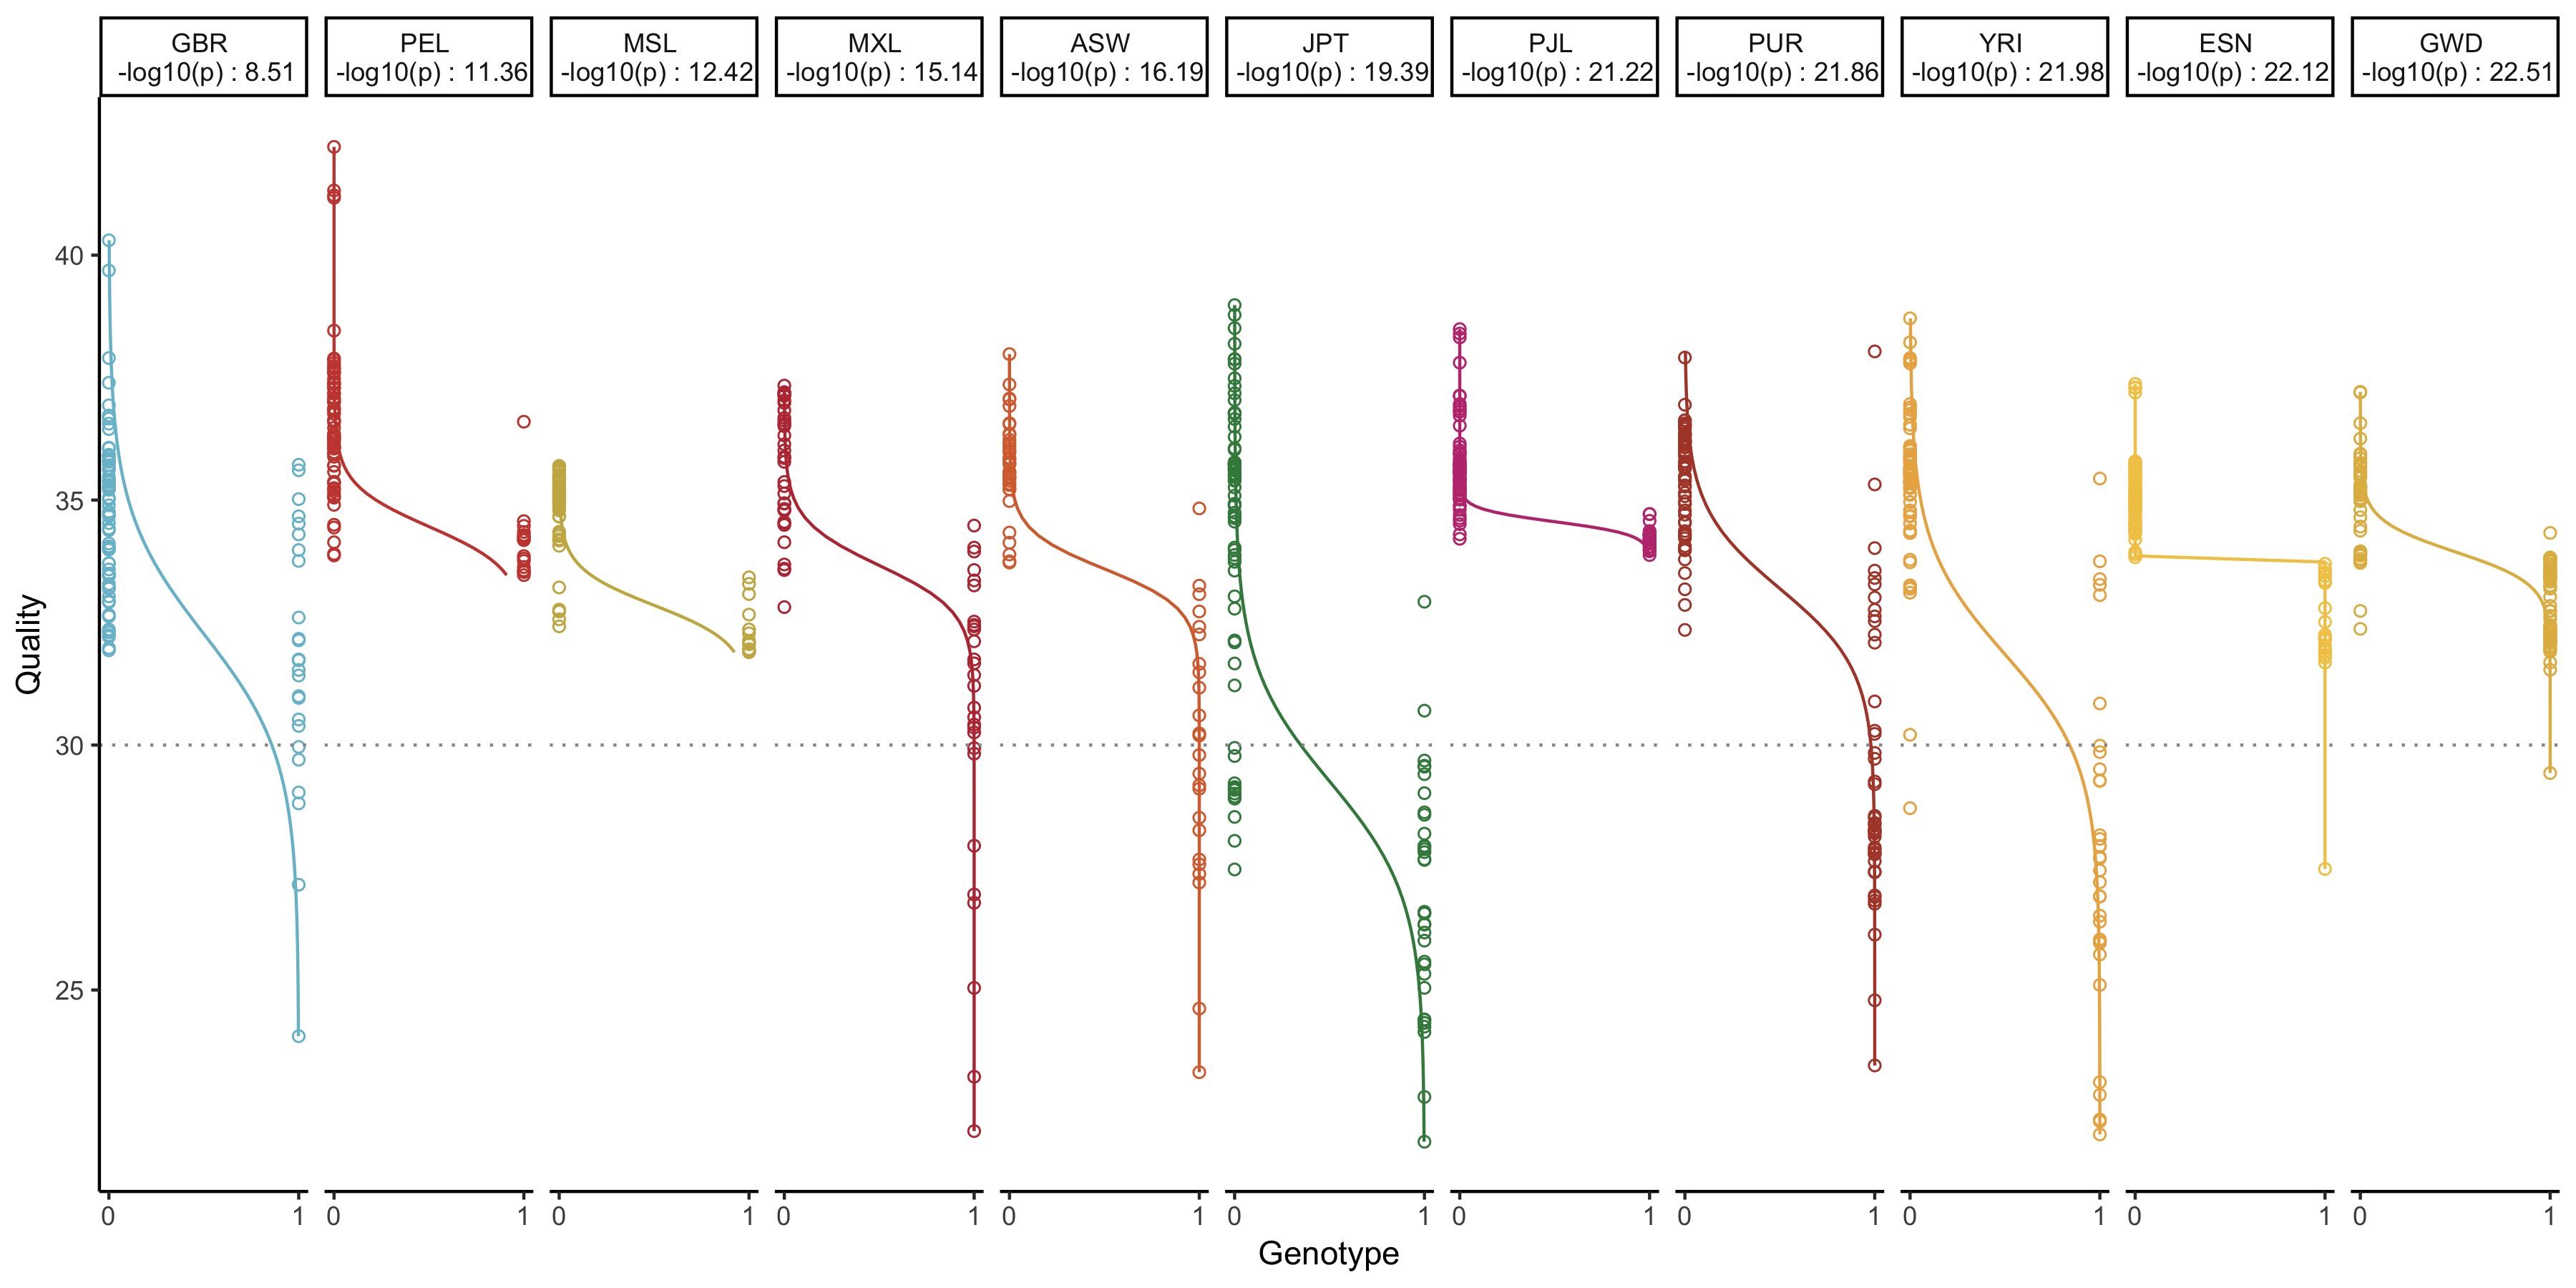 GBR
-log10(p) : 8.51
PEL
-log10(p) : 11.36
MSL
-log10(p) : 12.42
MXL
-log10(p) : 15.14
ASW
-log10(p) : 16.19
JPT
-log10(p) : 19.39
PJL
-log10(p) : 21.22
PUR
-log10(p) : 21.86
YRI
-log10(p) : 21.98
ESN
-log10(p) : 22.12
GWD
-log10(p) : 22.51
Quality
40
35
30
25
0 1 0 1 0 1 0 1 0 1 0 1 0 1 0 1 0 1 0 1 0 1
Genotype